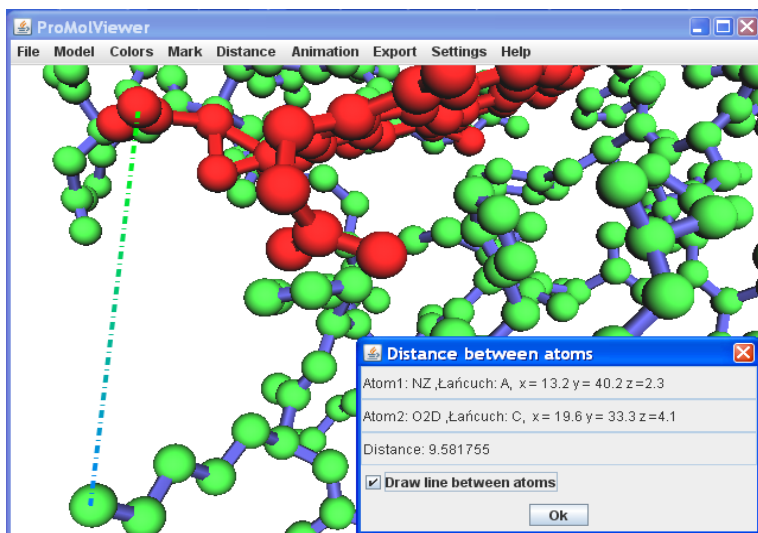 ProMolViewer
File Model Colors Mark Distance Animation Export Settings Help
Distance between atoms
Atom1: NZ ,Łańcuch: A, x= 13.2 y= 40.2 z=2.3
Atom2: O2D ,Łańcuch: C, x= 19.6 y= 33.3 z=4.1
Distance: 9.581755
Draw line between atoms
Ok